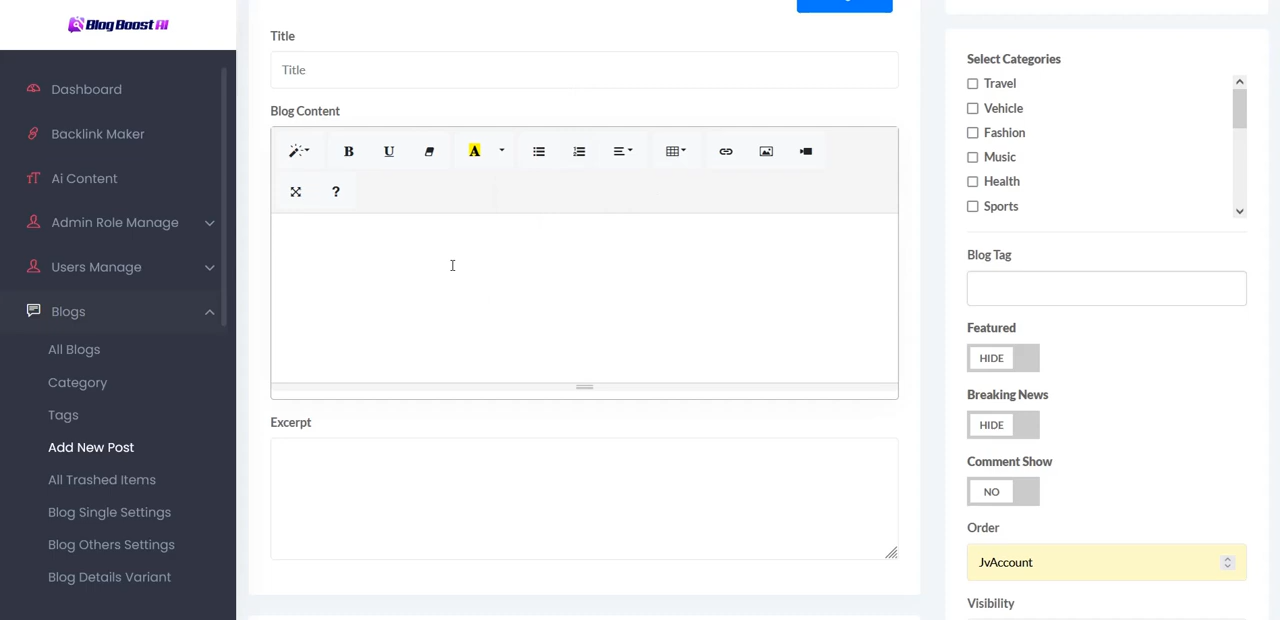 Blog Boost AI
Dashboard
Backlink Maker
Ai Content
Admin Role Manage
Users Manage
Blogs
All Blogs
Category
Tags
Add New Post
All Trashed Items
Blog Single Settings
Blog Others Settings
Blog Details Variant
Title
Title
Blog Content
B U A
?
Excerpt
Select Categories
Travel
Vehicle
Fashion
Music
Health
Sports
Blog Tag
Featured
HIDE
Breaking News
HIDE
Comment Show
NO
Order
JvAccount
Visibility